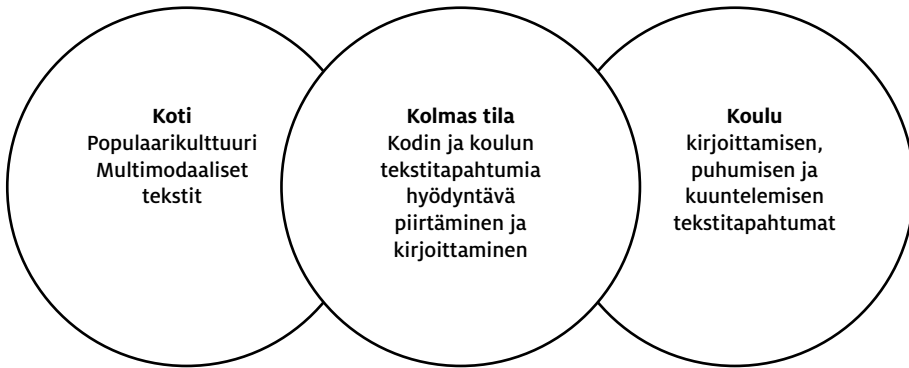 Koti
Populaarikulttuuri
Multimodaaliset
tekstit
Kolmas tila
Kodin ja koulun
tekstitapahtumia
hyödyntävä
piirtäminen ja
kirjoittaminen
Koulu
kirjoittamisen,
puhumisen ja
kuuntelemisen
tekstitapahtumat